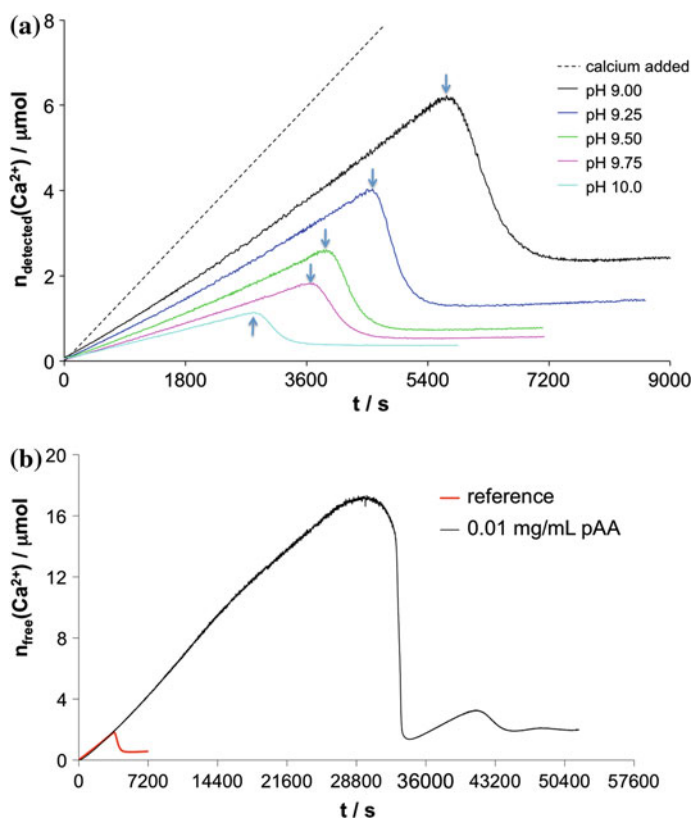 (a)
8
6
4
2
0
n_detected(Ca²⁺) / μmol
calcium added
pH 9.00
pH 9.25
pH 9.50
pH 9.75
pH 10.0
0 1800 3600 5400 7200 9000
t / s
(b)
20
16
12
8
4
0
n_free(Ca²⁺) / μmol
reference
0.01 mg/mL pAA
0 7200 14400 21600 28800 36000 43200 50400 57600
t / s